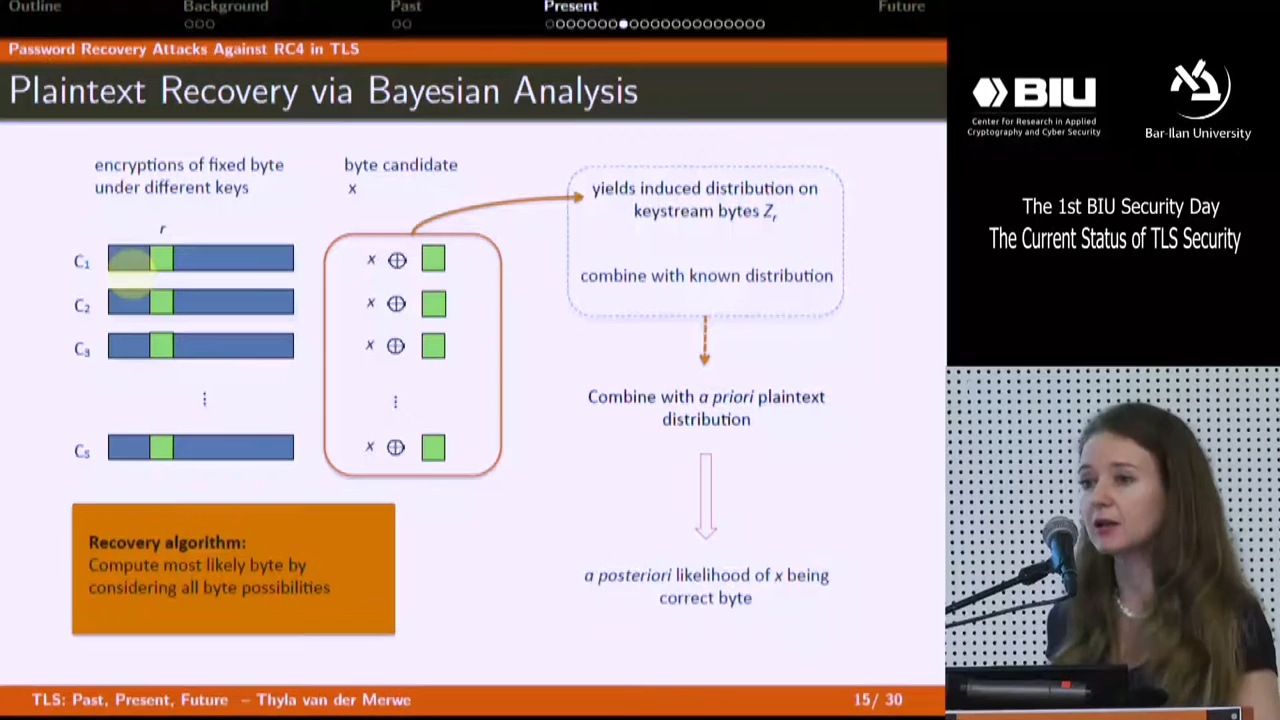 Outline
Background
Past
Present
Future
Password Recovery Attacks Against RC4 in TLS
Plaintext Recovery via Bayesian Analysis
encryptions of fixed byte
under different keys
byte candidate
x
r
C1
C2
C3
⋮
CS
x ⊕
x ⊕
x ⊕
⋮
x ⊕
yields induced distribution on
keystream bytes Zr
combine with known distribution
Combine with a priori plaintext
distribution
a posteriori likelihood of x being
correct byte
Recovery algorithm:
Compute most likely byte by
considering all byte possibilities
TLS: Past, Present, Future – Thyla van der Merwe
15/ 30
BIU
Center for Research in Applied
Cryptography and Cyber Security
Bar-Ilan University
The 1st BIU Security Day
The Current Status of TLS Security